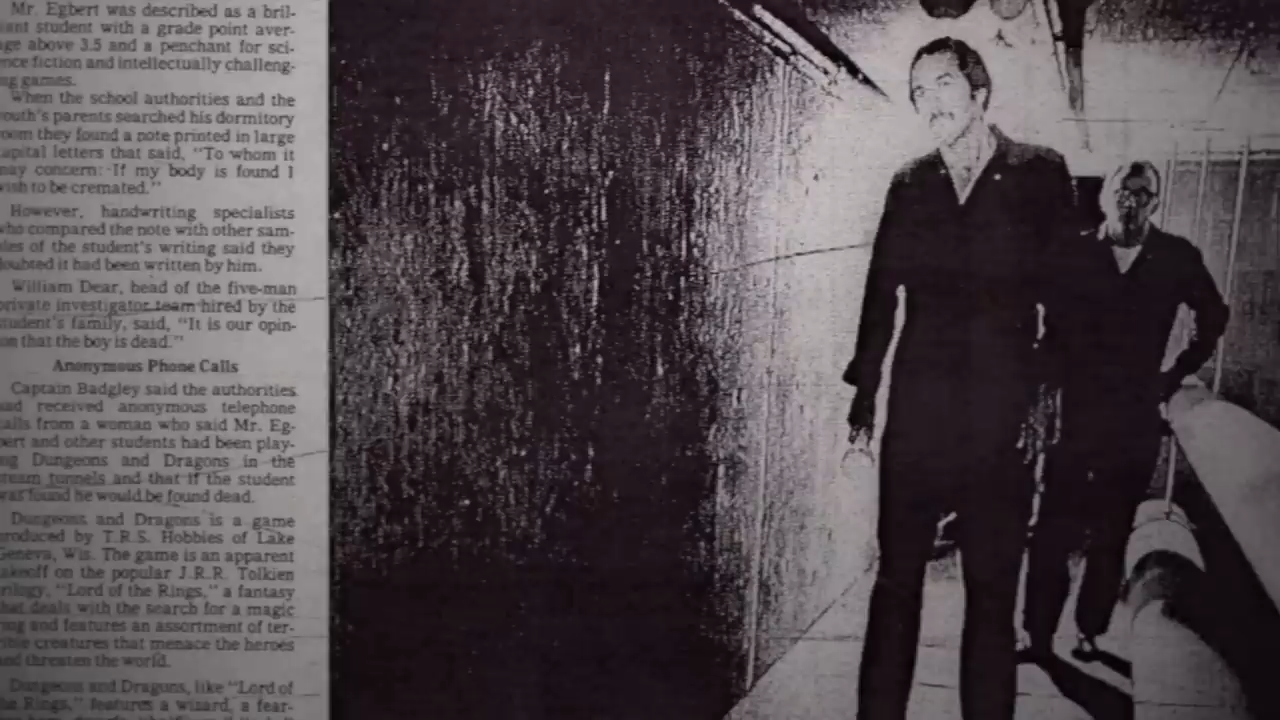 Mr. Egbert was described as a bril-
iant student with a grade point aver-
ge above 3.5 and a penchant for sci-
nce fiction and intellectually challeng-
ng games.
When the school authorities and the
outh's parents searched his dormitory
oom they found a note printed in large
apital letters that said, "To whom it
may concern: If my body is found I
wish to be cremated."
However, handwriting specialists
who compared the note with other sam-
ples of the student's writing said they
doubted it had been written by him.
William Dear, head of the five-man
private investigator team hired by the
student's family, said, "It is our opin-
on that the boy is dead."
Anonymous Phone Calls
Captain Badgley said the authorities
had received anonymous telephone
alls from a woman who said Mr. Eg-
bert and other students had been play-
ng Dungeons and Dragons in the
steam tunnels and that if the student
was found he would be found dead.
Dungeons and Dragons is a game
produced by T.R.S. Hobbies of Lake
Geneva, Wis. The game is an apparent
takeoff on the popular J.R.R. Tolkien
trilogy, "Lord of the Rings," a fantasy
that deals with the search for a magic
ring and features an assortment of ter-
rible creatures that menace the heroes
and threaten the world.
Dungeons and Dragons, like "Lord of
the Rings," features a wizard, a fear-